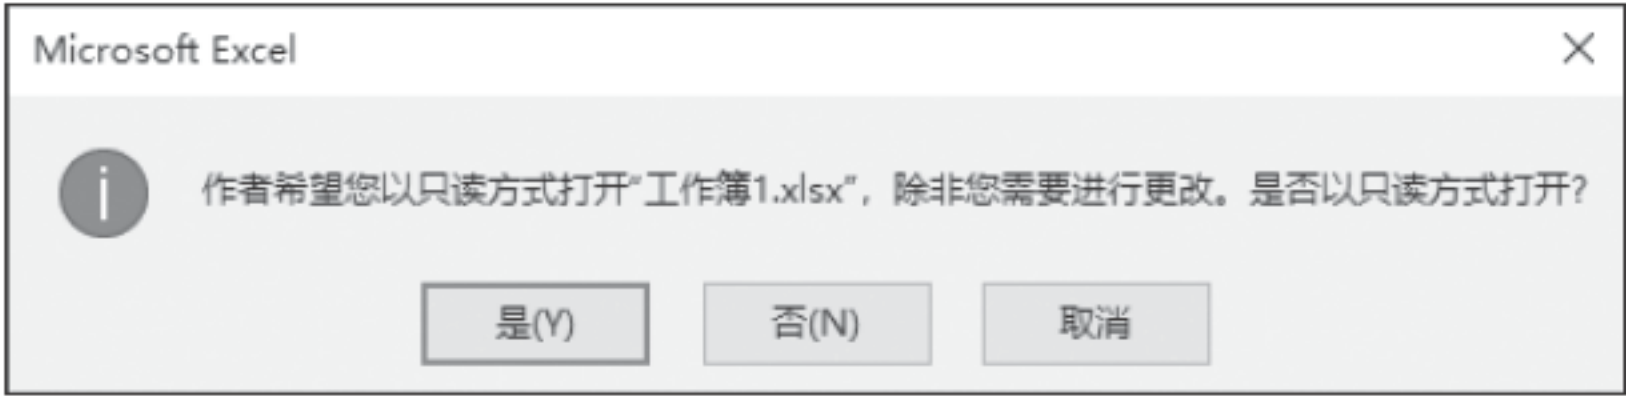 Microsoft Excel
作者希望您以只读方式打开“工作簿1.xlsx”，除非您需要进行更改。是否以只读方式打开?
是(Y)
否(N)
取消